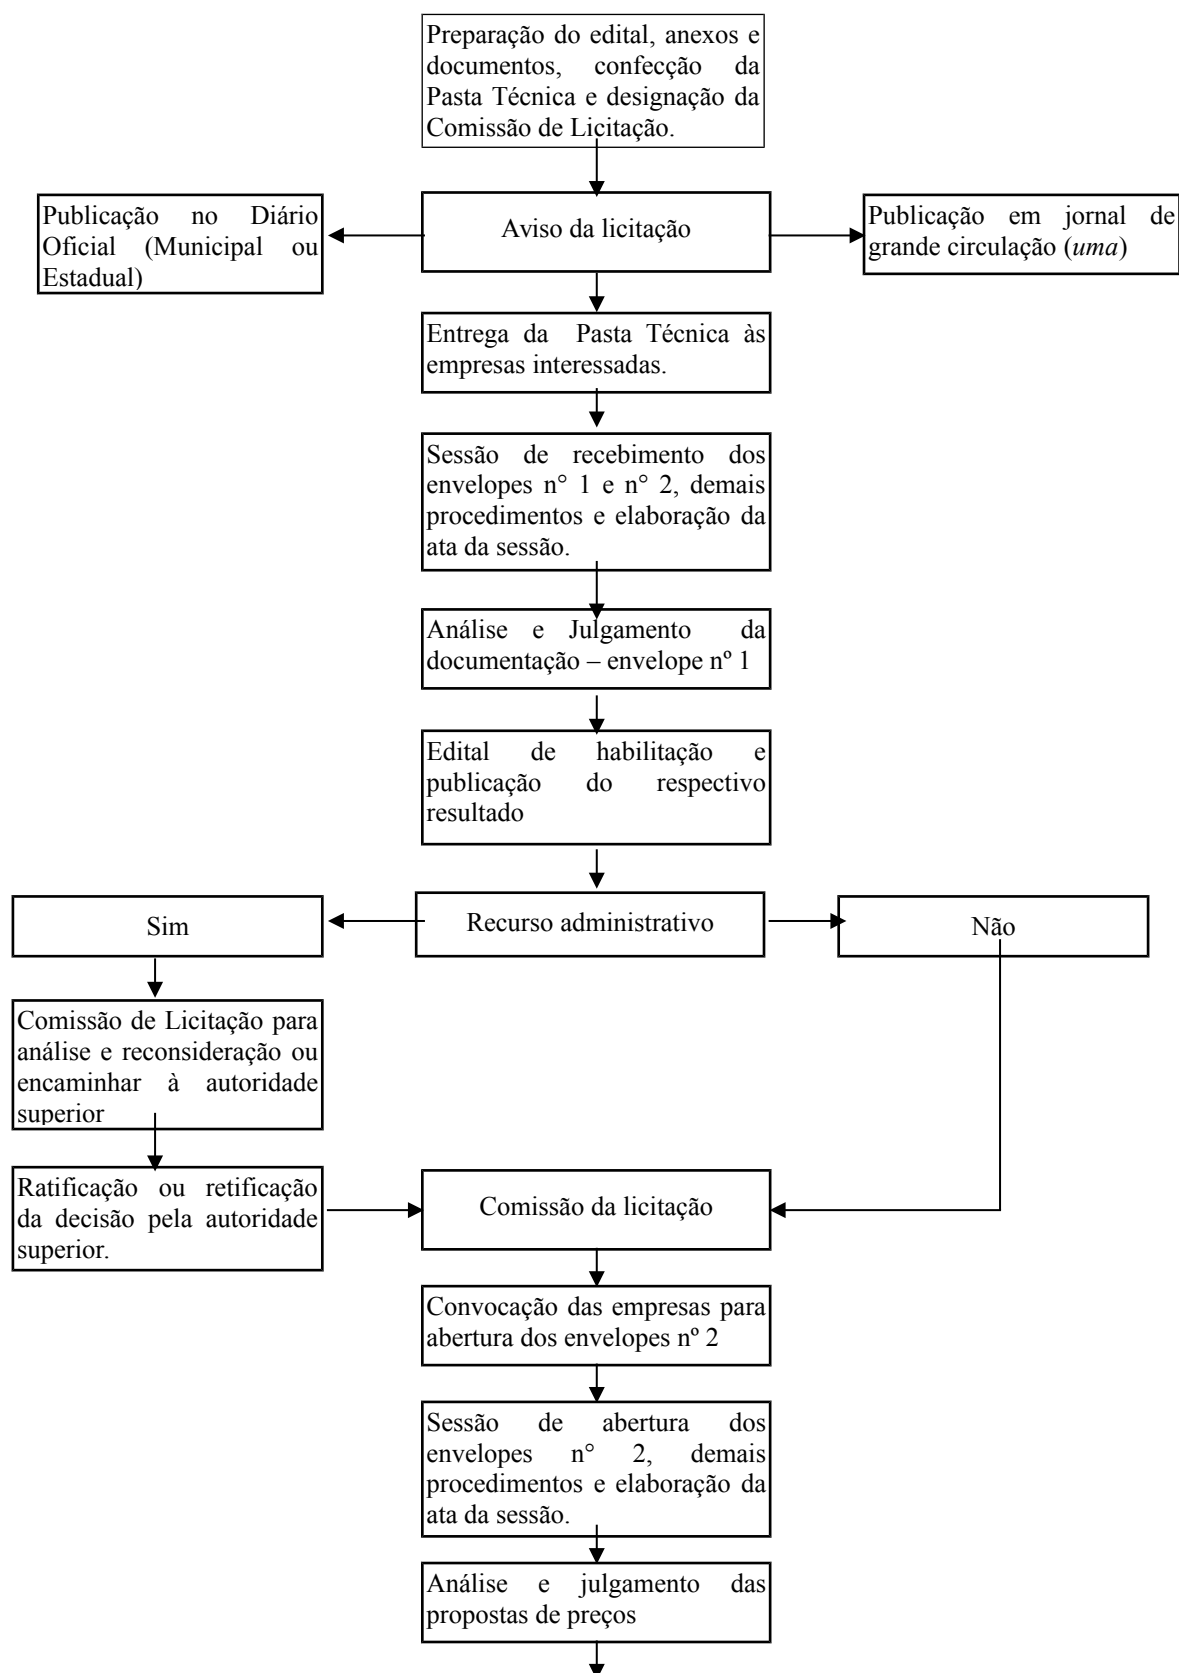 Preparação do edital, anexos e
documentos, confecção da
Pasta Técnica e designação da
Comissão de Licitação.
Publicação no Diário
Oficial (Municipal ou
Estadual)
Aviso da licitação
Publicação em jornal de
grande circulação (uma)
Entrega da Pasta Técnica às
empresas interessadas.
Sessão de recebimento dos
envelopes n° 1 e n° 2, demais
procedimentos e elaboração da
ata da sessão.
Análise e Julgamento da
documentação – envelope nº 1
Edital de habilitação e
publicação do respectivo
resultado
Sim
Recurso administrativo
Não
Comissão de Licitação para
análise e reconsideração ou
encaminhar à autoridade
superior
Ratificação ou retificação
da decisão pela autoridade
superior.
Comissão da licitação
Convocação das empresas para
abertura dos envelopes nº 2
Sessão de abertura dos
envelopes n° 2, demais
procedimentos e elaboração da
ata da sessão.
Análise e julgamento das
propostas de preços